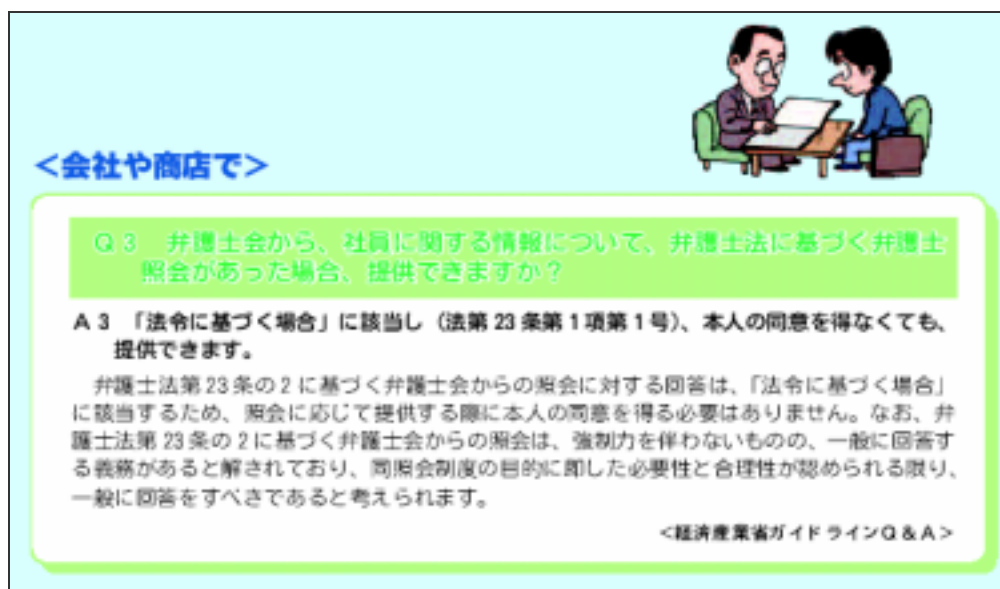 ＜会社や商店で＞
Q３　弁護士会から、社員に関する情報について、弁護士法に基づく弁護士
照会があった場合、提供できますか？
A３　「法令に基づく場合」に該当し（法第23条第１項第１号）、本人の同意を得なくても、
提供できます。
弁護士法第23条の２に基づく弁護士会からの照会に対する回答は、「法令に基づく場合」
に該当するため、照会に応じて提供する際に本人の同意を得る必要はありません。なお、弁
護士法第23条の２に基づく弁護士会からの照会は、強制力を伴わないものの、一般に回答す
る義務があると解されており、同照会制度の目的に即した必要性と合理性が認められる限り、
一般に回答をすべきであると考えられます。
＜経済産業省ガイドラインＱ＆Ａ＞